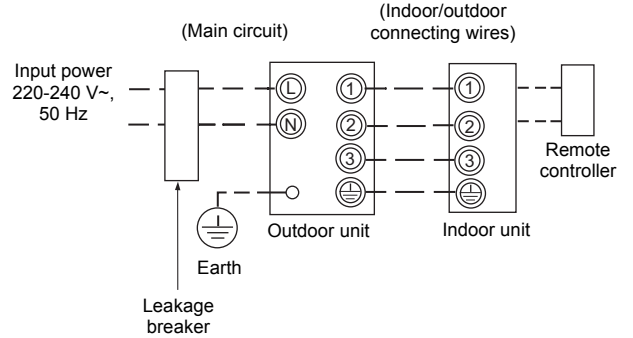 (Main circuit)
(Indoor/outdoor
connecting wires)
Input power
220-240 V~,
50 Hz
L
N
1
2
3
1
2
3
Remote
controller
Outdoor unit
Indoor unit
Earth
Leakage
breaker